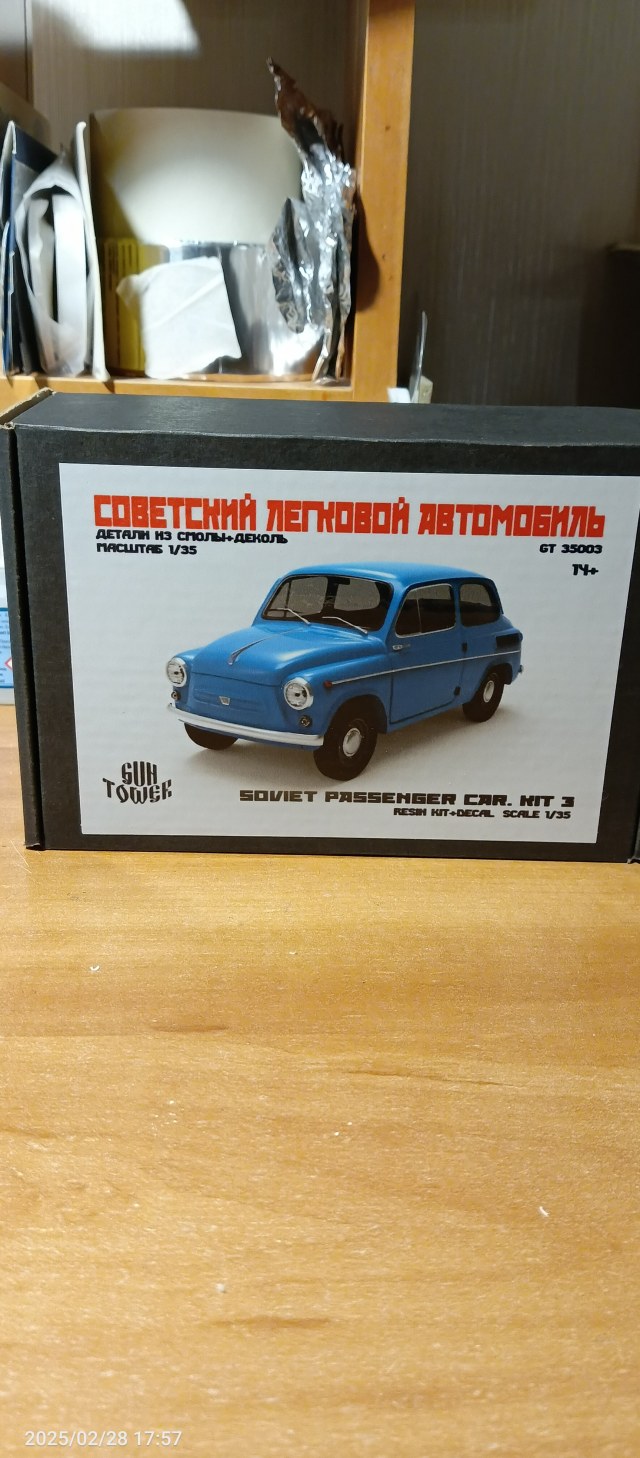 СОВЕТСКИЙ ЛЕГКОВОЙ АВТОМОБИЛЬ
ДЕТАЛИ ИЗ СМОЛЫ+ДЕКОЛЬ
МАСШТАБ 1/35
GT 35003
14+
GUN
TOWER
SOVIET PASSENGER CAR. KIT 3
RESIN KIT+DECAL SCALE 1/35
2025/02/28 17:57